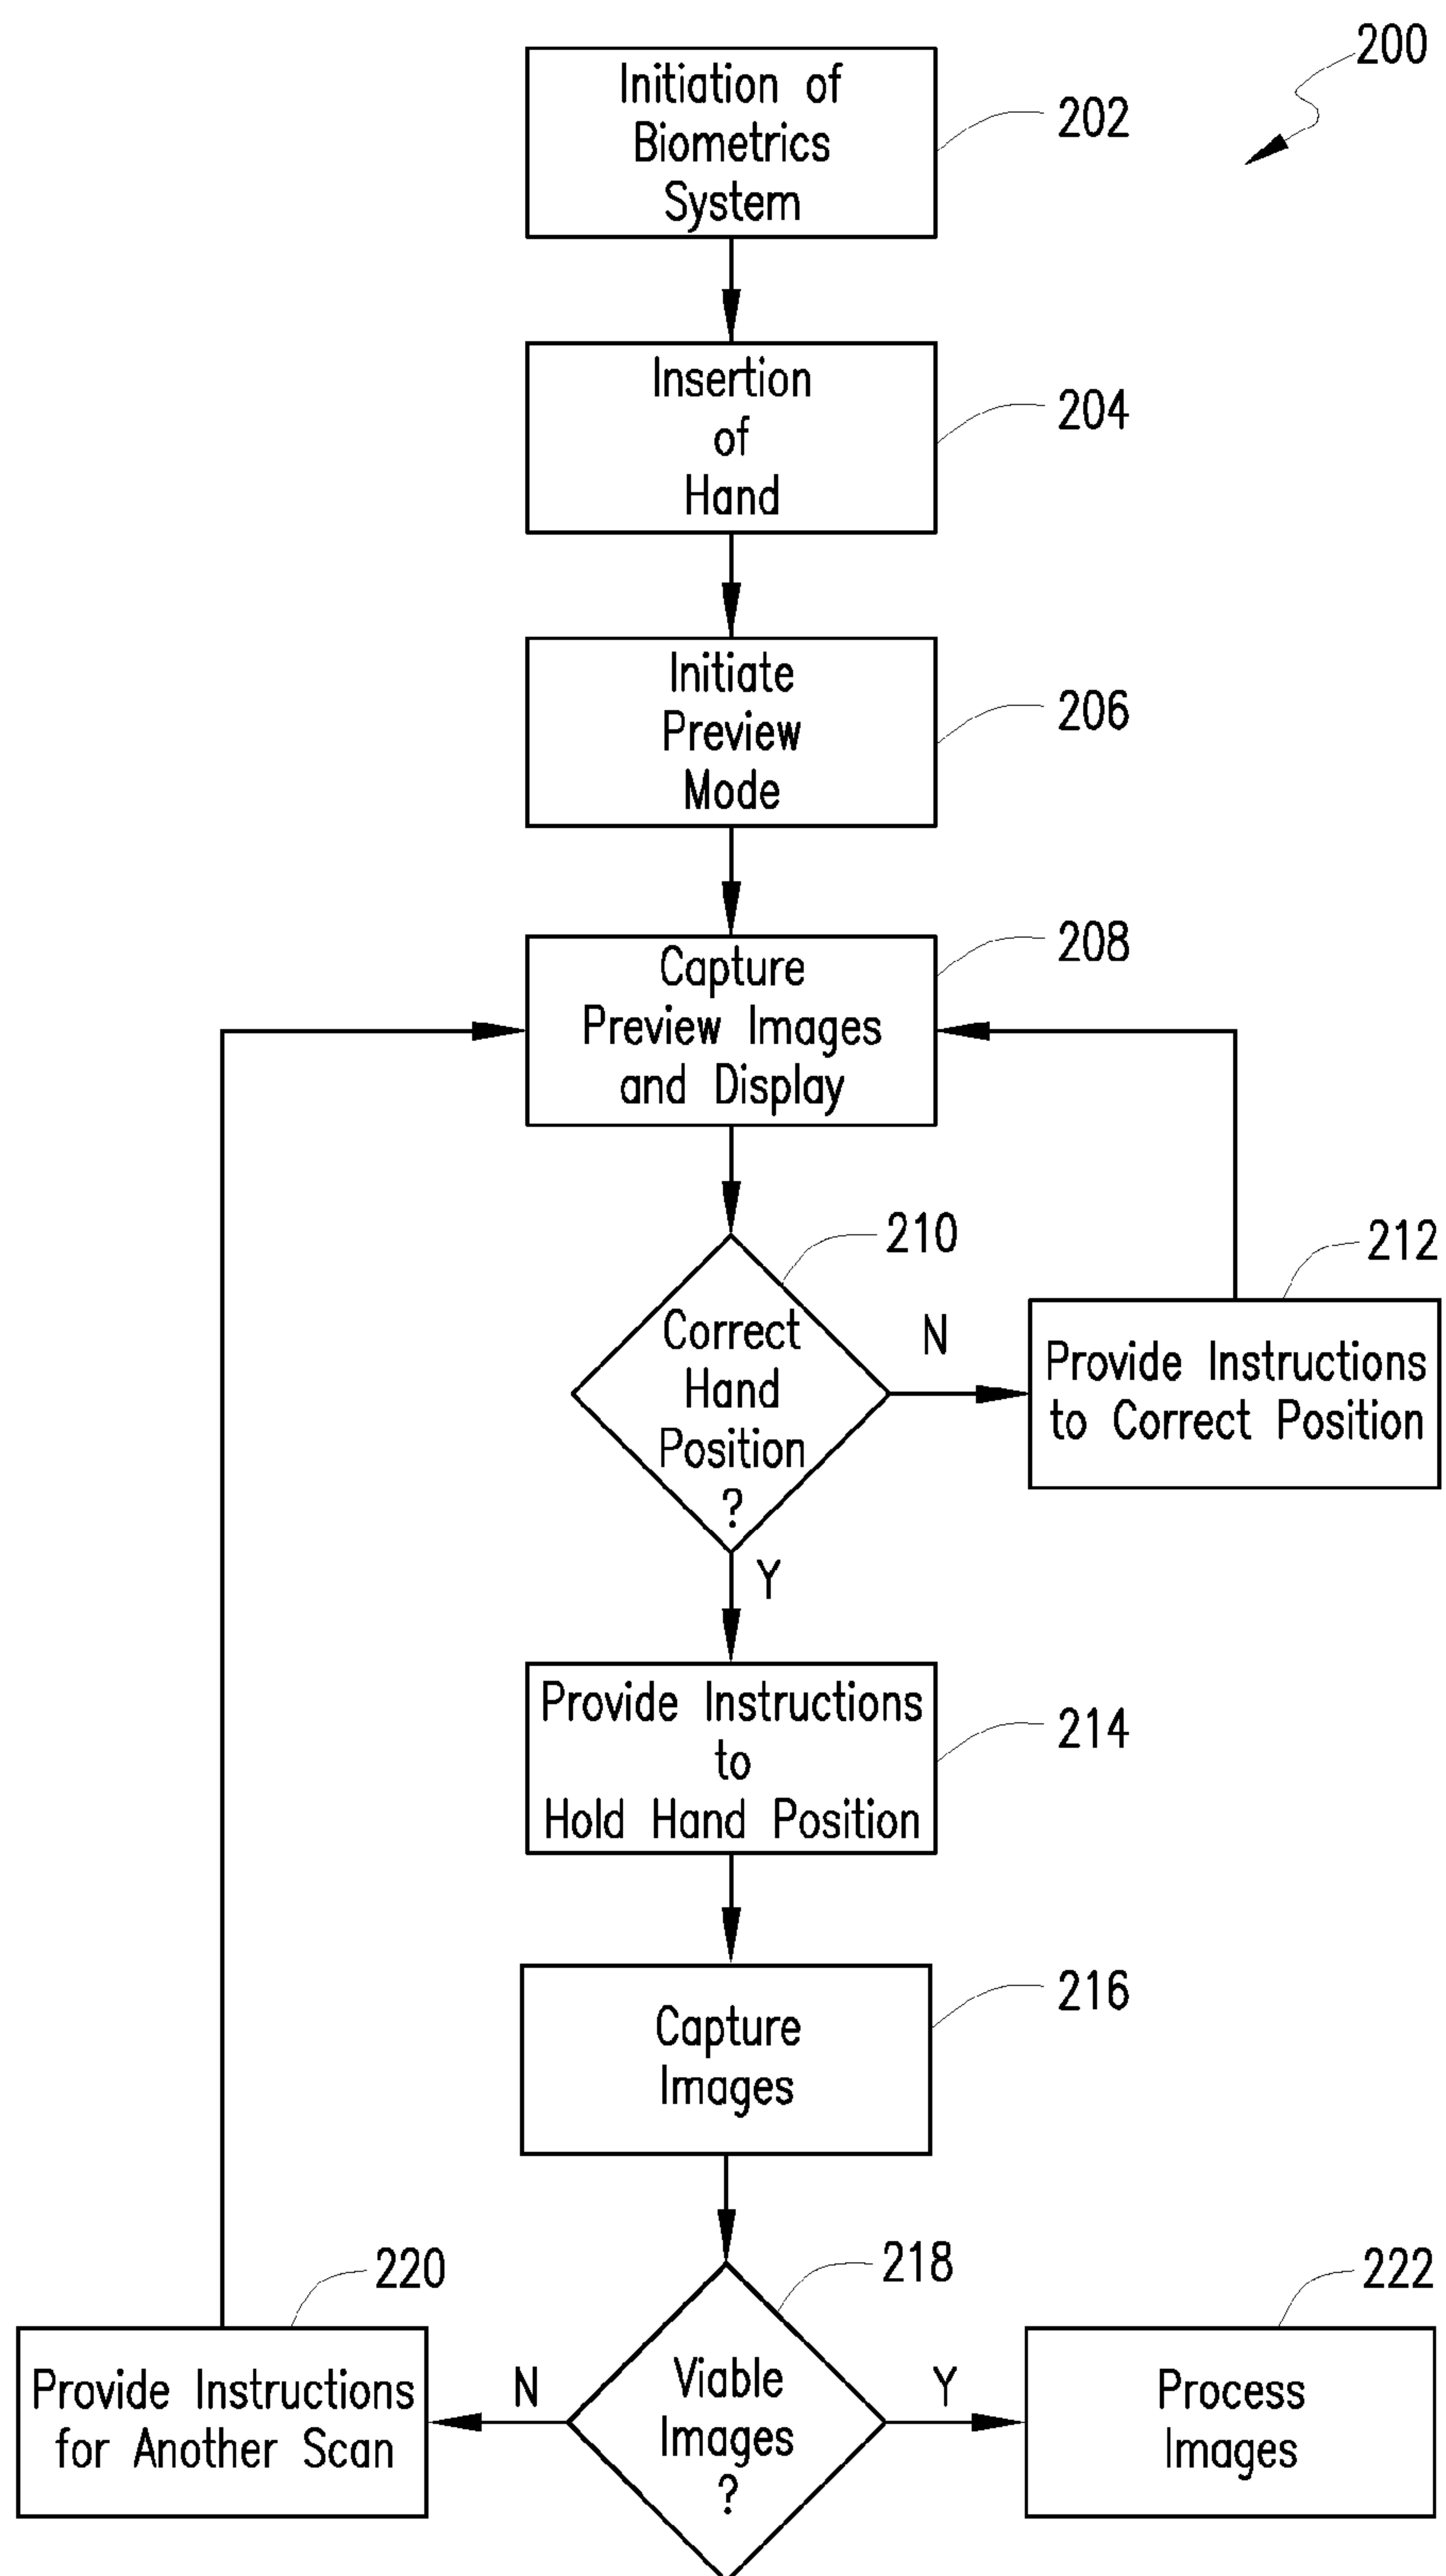 200
Initiation of
Biometrics
System
202
Insertion
of
Hand
204
Initiate
Preview
Mode
206
Capture
Preview Images
and Display
208
Correct
Hand
Position
?
210
N
Y
Provide Instructions
to Correct Position
212
Provide Instructions
to
Hold Hand Position
214
Capture
Images
216
Viable
Images
?
218
N
Y
Provide Instructions
for Another Scan
220
Process
Images
222